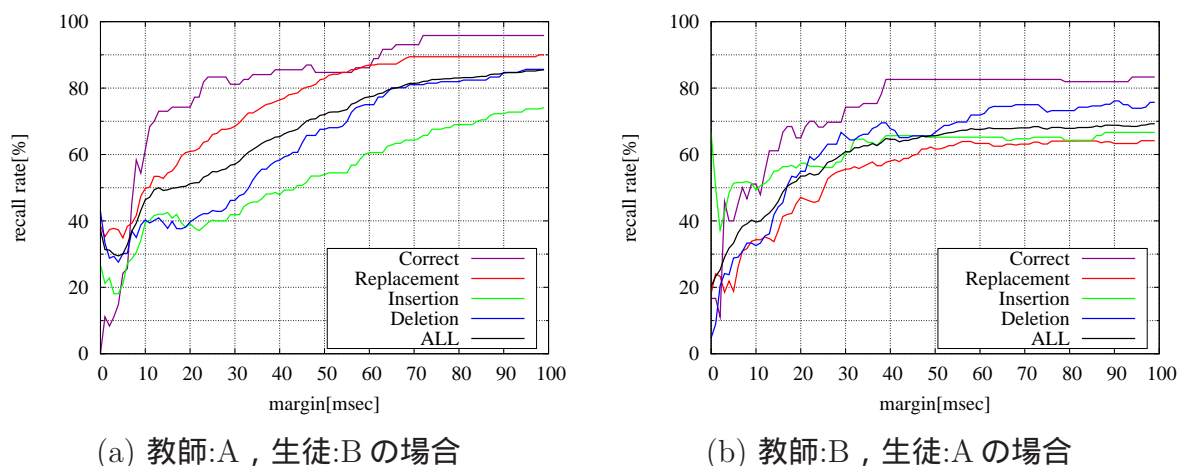 100
80
60
40
20
0
recall rate[%]
Correct
Replacement
Insertion
Deletion
ALL
0 10 20 30 40 50 60 70 80 90 100
margin[msec]
(a) 教師:A , 生徒:B の場合
100
80
60
40
20
0
recall rate[%]
Correct
Replacement
Insertion
Deletion
ALL
0 10 20 30 40 50 60 70 80 90 100
margin[msec]
(b) 教師:B , 生徒:A の場合